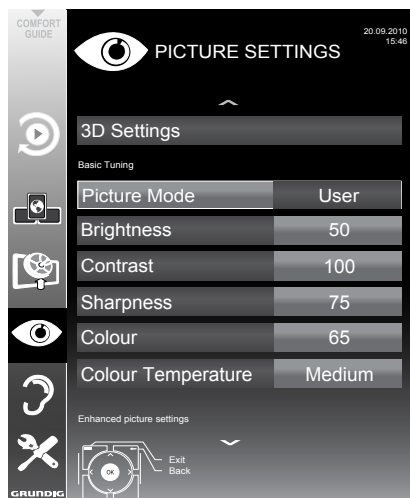 COMFORT
GUIDE
PICTURE SETTINGS
20.09.2010
15:46
3D Settings
Basic Tuning
Picture Mode User
Brightness 50
Contrast 100
Sharpness 75
Colour 65
Colour Temperature Medium
Enhanced picture settings
Exit
Back
OK
GRUNDIG